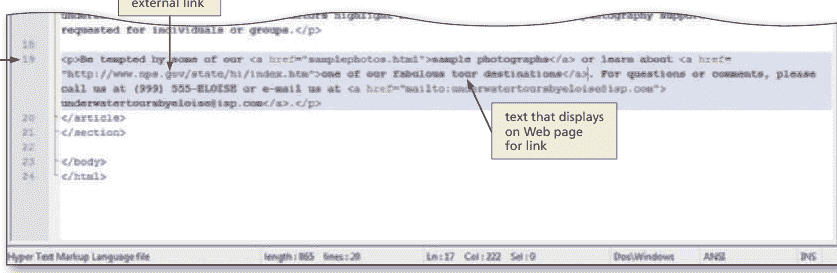 external link
highlight
requested for individuals or groups.</p>
18
19 <p>Be tempted by some of our <a href="samplephotos.html">sample photographs</a> or learn about <a href=
"http://www.nps.gov/state/hi/index.htm">one of our fabulous tour destinations</a>. For questions or comments, please
call us at (999) 555-ELOISE or e-mail us at <a href="mailto:underwatertoursbyeloise@isp.com">
underwatertoursbyeloise@isp.com</a>.</p>
20 </article>
21 </section>
22
23 </body>
24 </html>
text that displays
on Web page
for link
Hyper Text Markup Language file length : 865 lines : 28 Ln : 17 Col : 222 Sel : 0 Dos\Windows ANSI INS